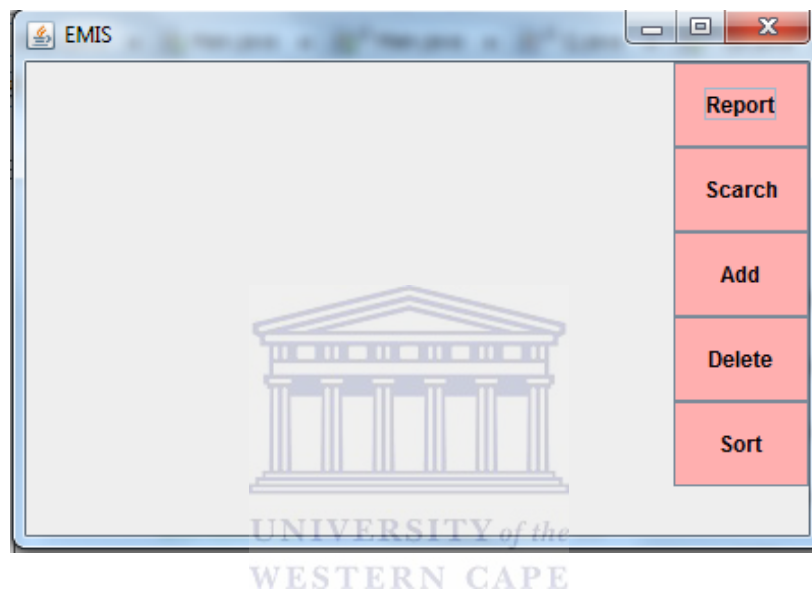 EMIS
Report
Scarch
Add
Delete
Sort
UNIVERSITY of the
WESTERN CAPE